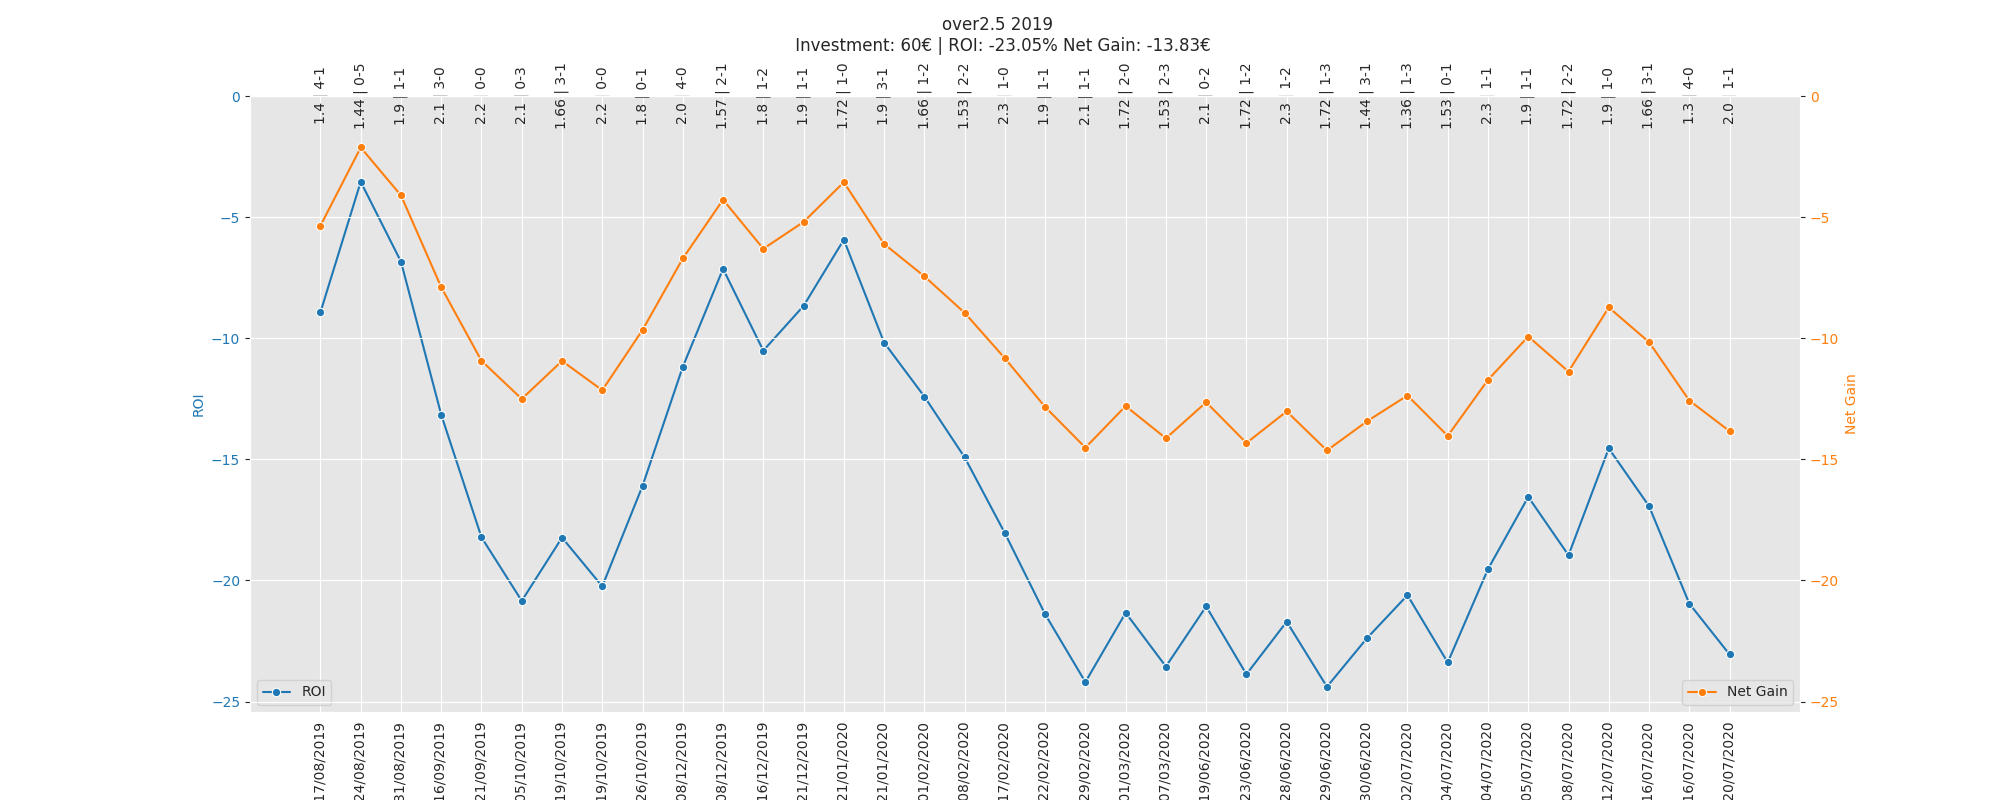 over2.5 2019
Investment: 60€ | ROI: -23.05% Net Gain: -13.83€
1.4 | 4-1
1.44 | 0-5
1.9 | 1-1
2.1 | 3-0
2.2 | 0-0
2.1 | 0-3
1.66 | 3-1
2.2 | 0-0
1.8 | 0-1
2.0 | 4-0
1.57 | 2-1
1.8 | 1-2
1.9 | 1-1
1.72 | 1-0
1.9 | 3-1
1.66 | 1-2
1.53 | 2-2
2.3 | 1-0
1.9 | 1-1
2.1 | 1-1
1.72 | 2-0
1.53 | 2-3
2.1 | 0-2
1.72 | 1-2
2.3 | 1-2
1.72 | 1-3
1.44 | 3-1
1.36 | 1-3
1.53 | 0-1
2.3 | 1-1
1.9 | 1-1
1.72 | 2-2
1.9 | 1-0
1.66 | 3-1
1.3 | 4-0
2.0 | 1-1
0
−5
−10
−15
−20
−25
ROI
0
−5
−10
−15
−20
−25
Net Gain
ROI
Net Gain
17/08/2019
24/08/2019
31/08/2019
16/09/2019
21/09/2019
05/10/2019
19/10/2019
19/10/2019
26/10/2019
08/12/2019
08/12/2019
16/12/2019
21/12/2019
21/01/2020
21/01/2020
01/02/2020
08/02/2020
17/02/2020
22/02/2020
29/02/2020
01/03/2020
07/03/2020
19/06/2020
23/06/2020
28/06/2020
29/06/2020
30/06/2020
02/07/2020
04/07/2020
04/07/2020
05/07/2020
08/07/2020
12/07/2020
16/07/2020
16/07/2020
20/07/2020